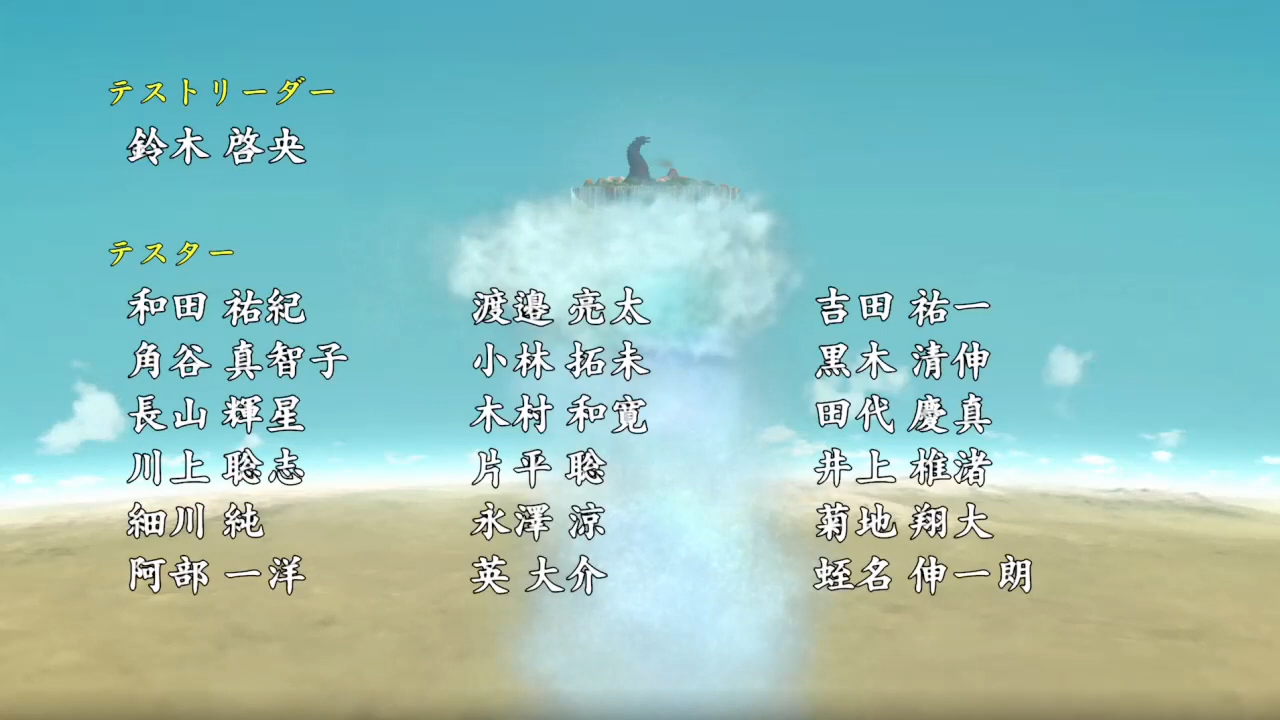 テストリーダー
鈴木 啓央
テスター
和田 祐紀 渡邉 亮太 吉田 祐一
角谷 真智子 小林 拓未 黒木 清伸
長山 輝星 木村 和寛 田代 慶真
川上 聡志 片平 聡 井上 椎渚
細川 純 永澤 涼 菊地 翔大
阿部 一洋 英 大介 蛭名 伸一朗